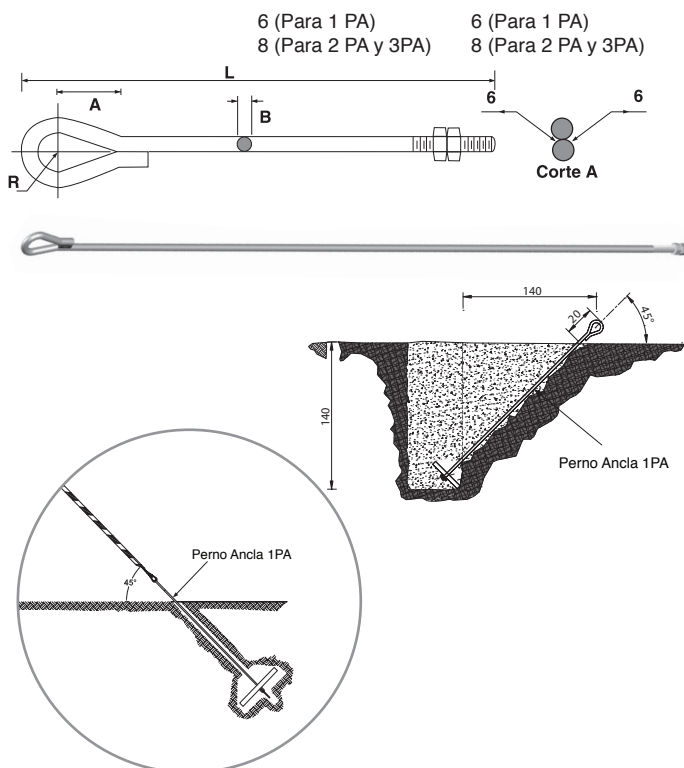 6 (Para 1 PA) 6 (Para 1 PA)
8 (Para 2 PA y 3PA) 8 (Para 2 PA y 3PA)
L
A
B
6 6
R
Corte A
140
20
45°
140
Perno Ancla 1PA
Perno Ancla 1PA
45°